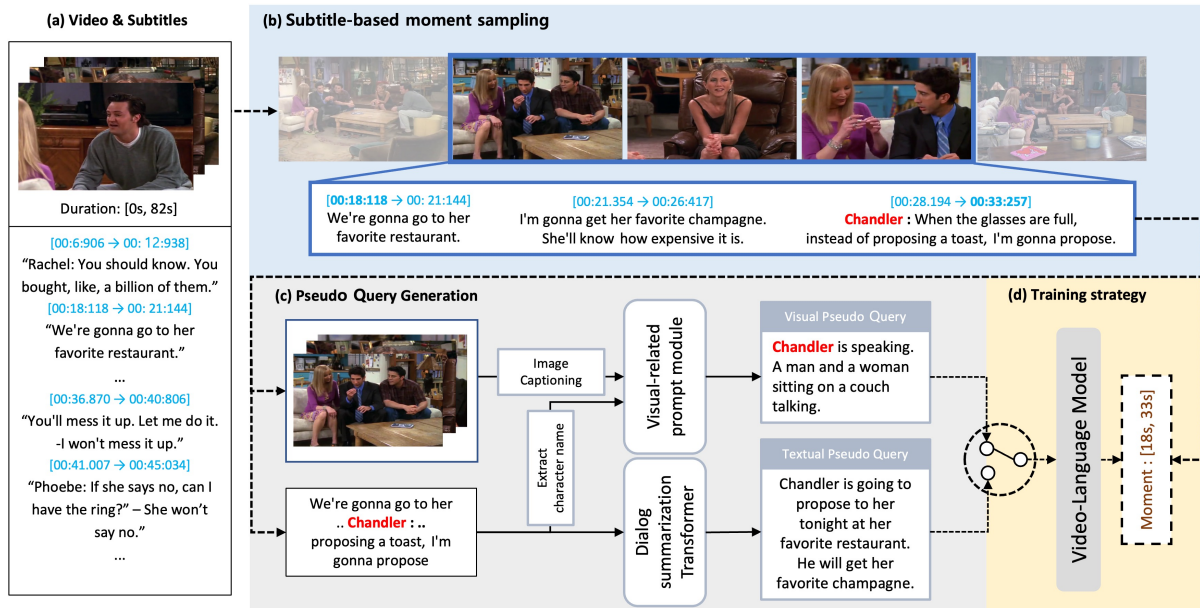 (a) Video & Subtitles
Duration: [0s, 82s]
[00:6:906 → 00: 12:938]
“Rachel: You should know. You
bought, like, a billion of them.”
[00:18:118 → 00: 21:144]
“We're gonna go to her
favorite restaurant.”
...
[00:36.870 → 00:40:806]
“You'll mess it up. Let me do it.
-I won't mess it up.”
[00:41.007 → 00:45:034]
“Phoebe: If she says no, can I
have the ring?” – She won’t
say no.”
...
(b) Subtitle-based moment sampling
[00:18:118 → 00: 21:144]
We're gonna go to her
favorite restaurant.
[00:21.354 → 00:26:417]
I'm gonna get her favorite champagne.
She'll know how expensive it is.
[00:28.194 → 00:33:257]
Chandler : When the glasses are full,
instead of proposing a toast, I'm gonna propose.
(c) Pseudo Query Generation
Image
Captioning
Extract
character name
We're gonna go to her
.. Chandler : ..
proposing a toast, I'm
gonna propose
Visual-related
prompt module
Dialog
summarization
Transformer
Visual Pseudo Query
Chandler is speaking.
A man and a woman
sitting on a couch
talking.
Textual Pseudo Query
Chandler is going to
propose to her
tonight at her
favorite restaurant.
He will get her
favorite champagne.
(d) Training strategy
Video-Language Model
Moment : [18s, 33s]